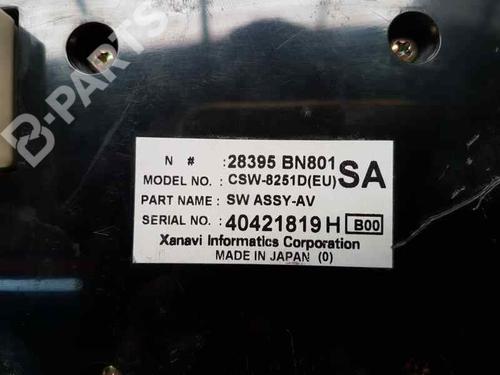 B-PARTS
N # : 28395 BN801
MODEL NO. : CSW-8251D(EU) SA
PART NAME : SW ASSY-AV
SERIAL NO. : 40421819 H B00
Xanavi Informatics Corporation
MADE IN JAPAN (0)